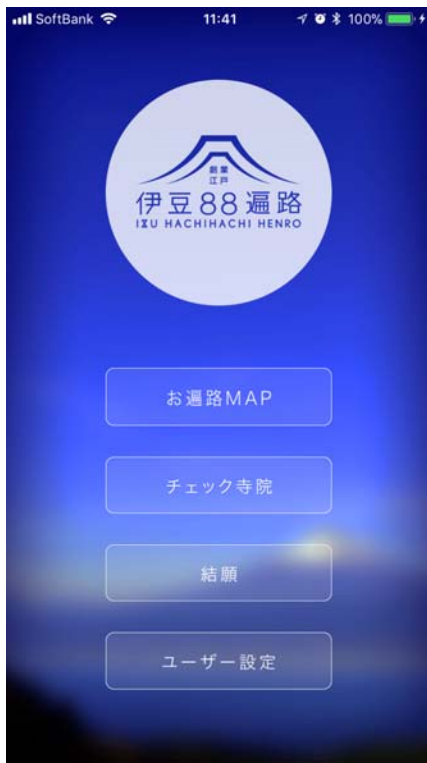 SoftBank 11:41 100%
創業
江戸
伊豆88遍路
IZU HACHIHACHI HENRO
お遍路MAP
チェック寺院
結願
ユーザー設定